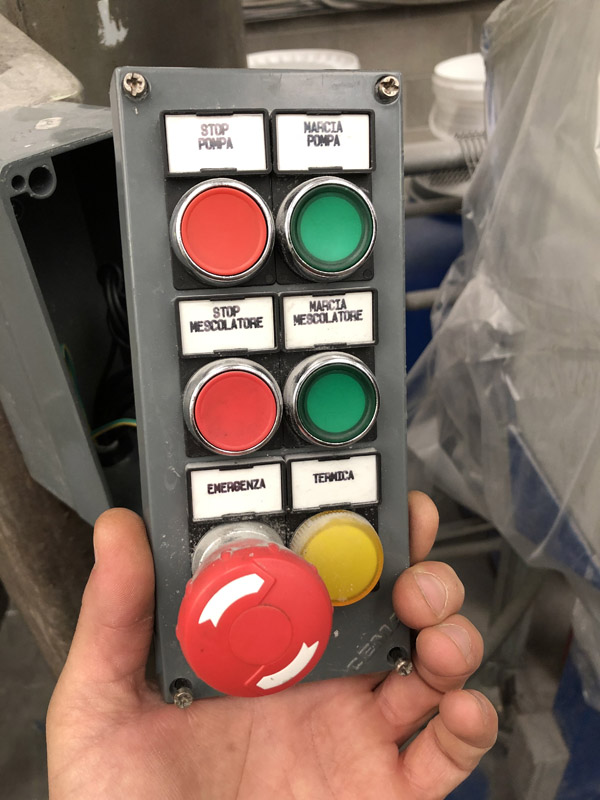 STOP
POMPA
MARCIA
POMPA
STOP
MESCOLATORE
MARCIA
MESCOLATORE
EMERGENZA
TERMICA